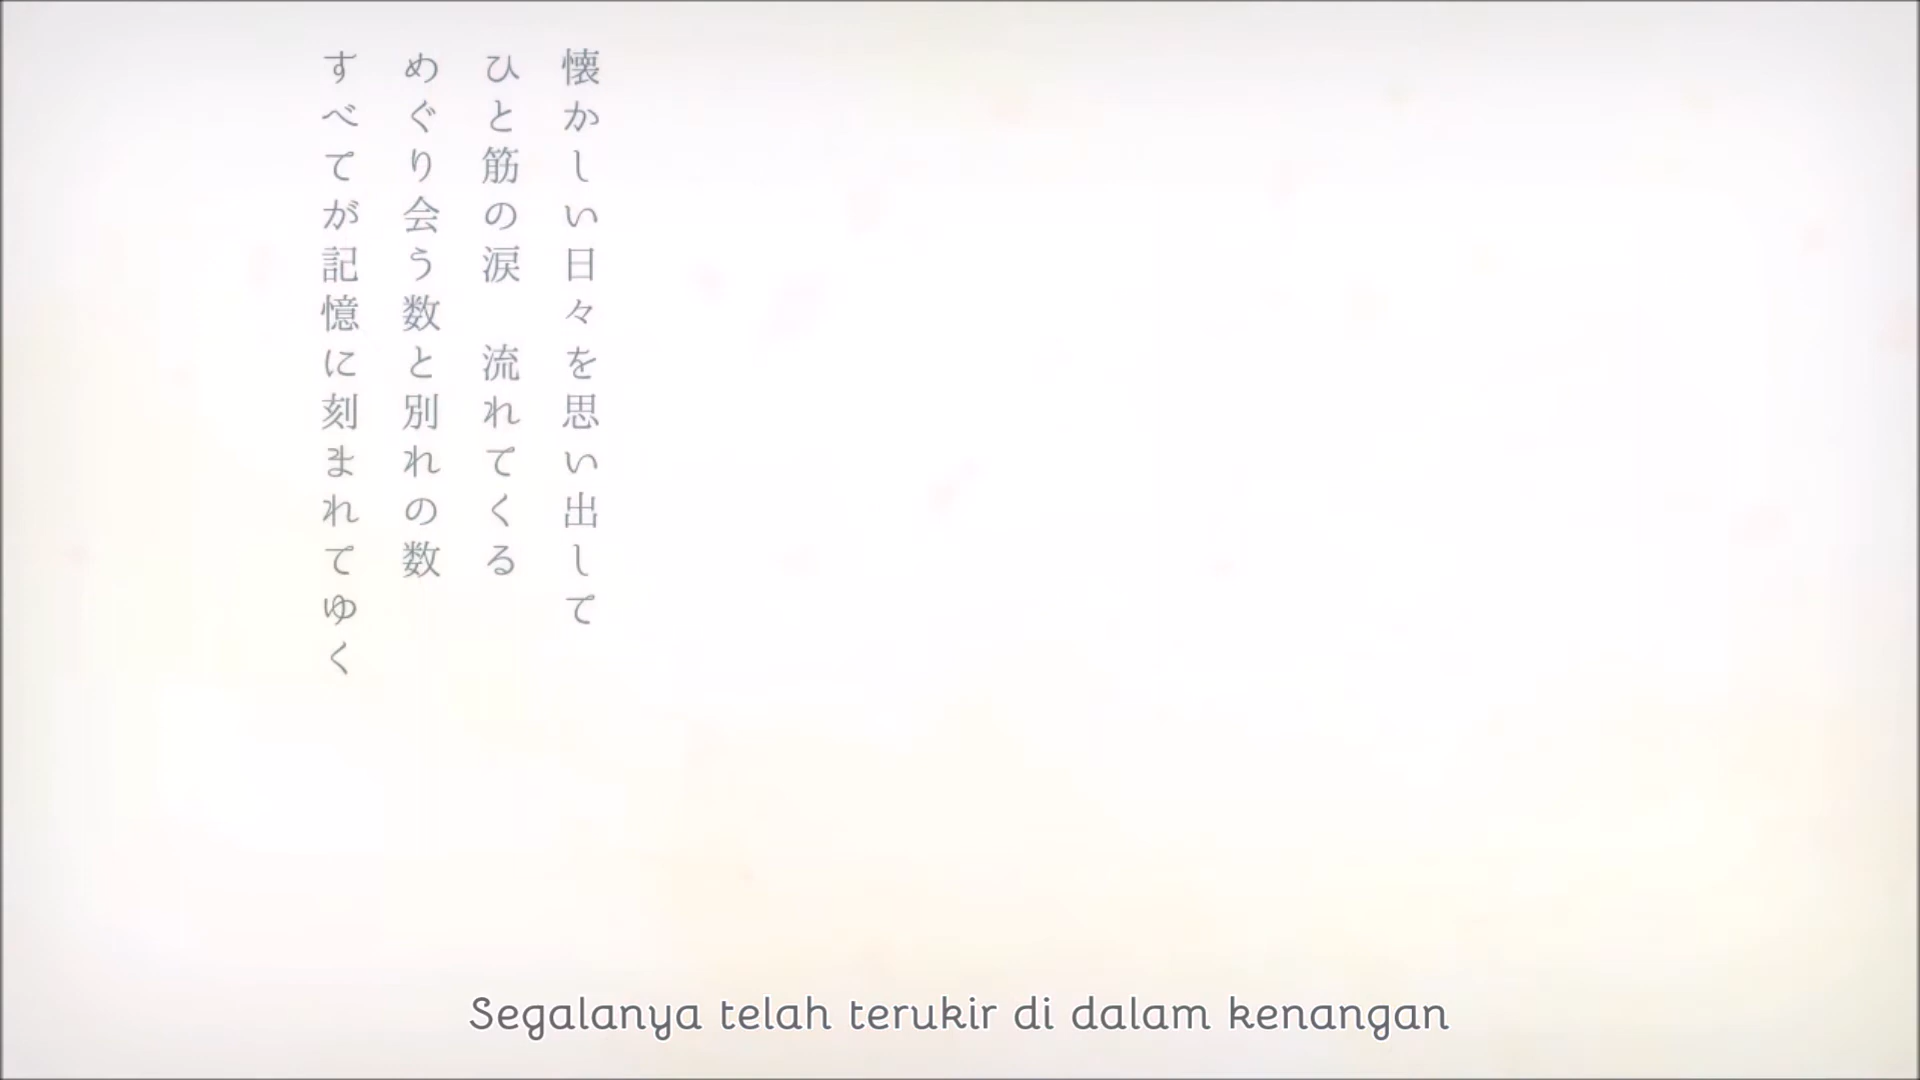 懐かしい日々を思い出して
ひと筋の涙　流れてくる
めぐり会う数と別れの数
すべてが記憶に刻まれてゆく
Segalanya telah terukir di dalam kenangan